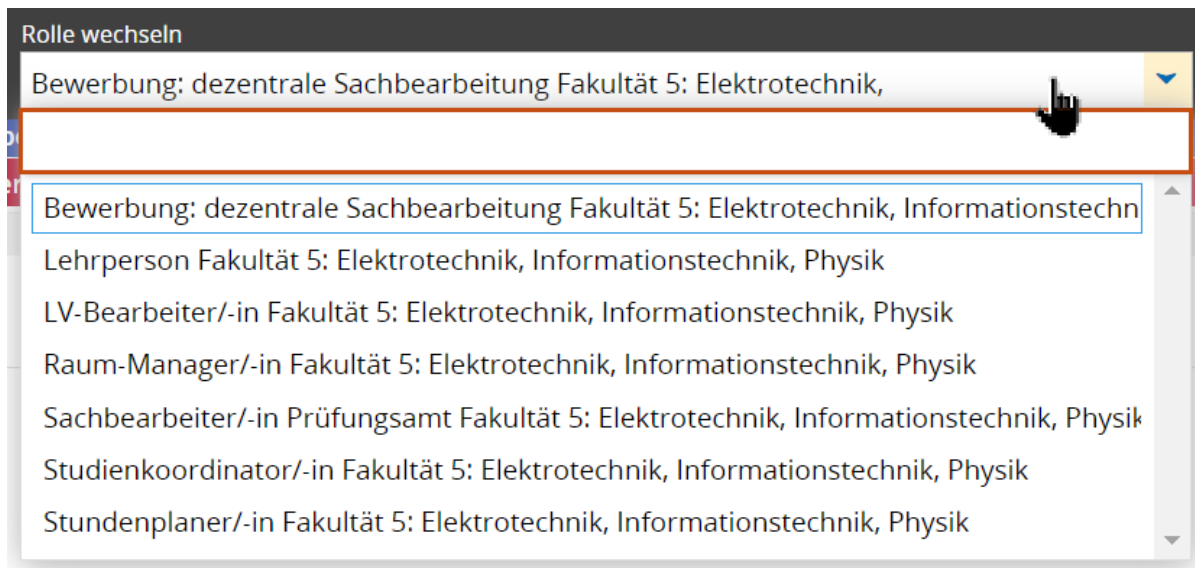 Rolle wechseln
Bewerbung: dezentrale Sachbearbeitung Fakultät 5: Elektrotechnik,
Bewerbung: dezentrale Sachbearbeitung Fakultät 5: Elektrotechnik, Informationstechn
Lehrperson Fakultät 5: Elektrotechnik, Informationstechnik, Physik
LV-Bearbeiter/-in Fakultät 5: Elektrotechnik, Informationstechnik, Physik
Raum-Manager/-in Fakultät 5: Elektrotechnik, Informationstechnik, Physik
Sachbearbeiter/-in Prüfungsamt Fakultät 5: Elektrotechnik, Informationstechnik, Physik
Studienkoordinator/-in Fakultät 5: Elektrotechnik, Informationstechnik, Physik
Stundenplaner/-in Fakultät 5: Elektrotechnik, Informationstechnik, Physik